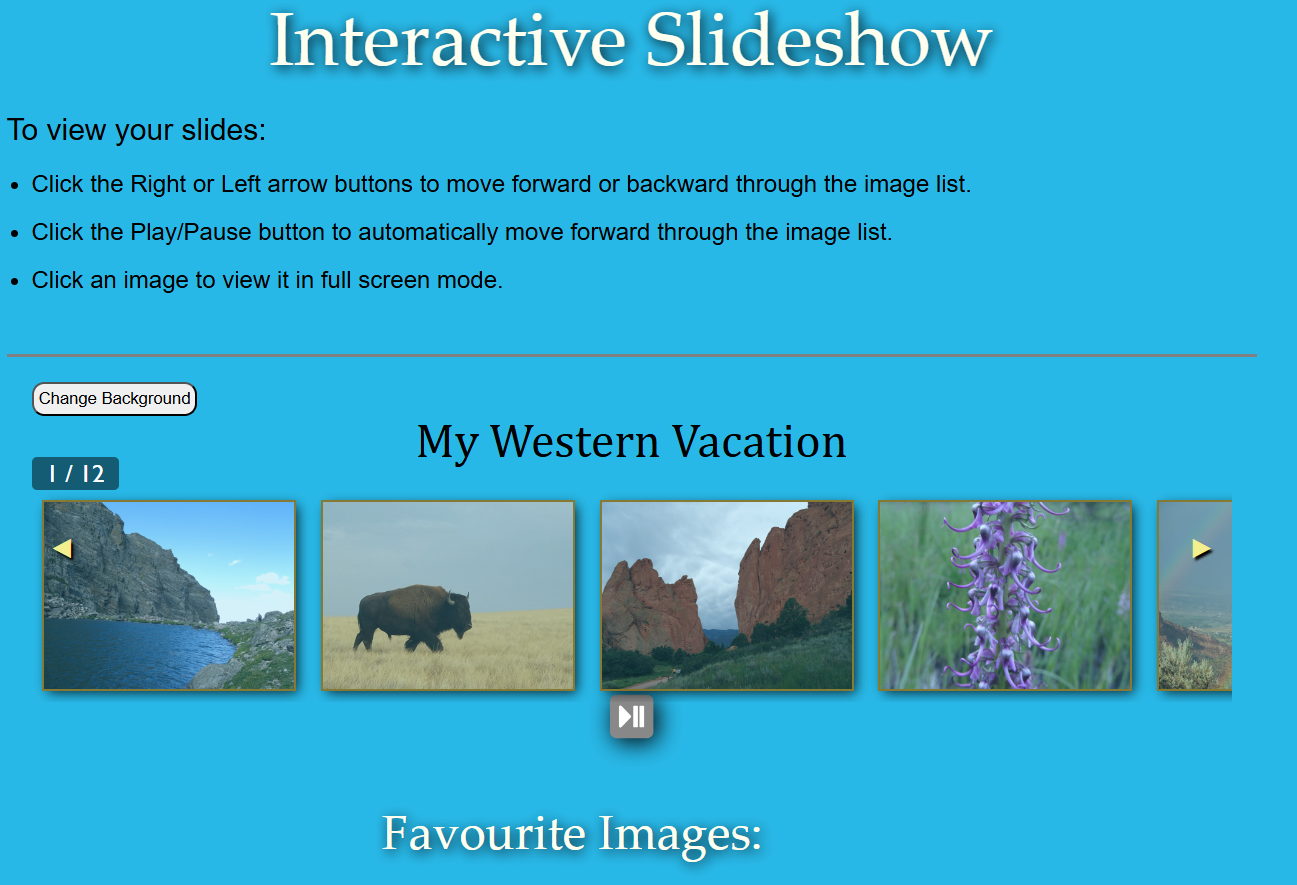 Interactive Slideshow
To view your slides:
• Click the Right or Left arrow buttons to move forward or backward through the image list.
• Click the Play/Pause button to automatically move forward through the image list.
• Click an image to view it in full screen mode.
Change Background
My Western Vacation
1 / 12
Favourite Images: